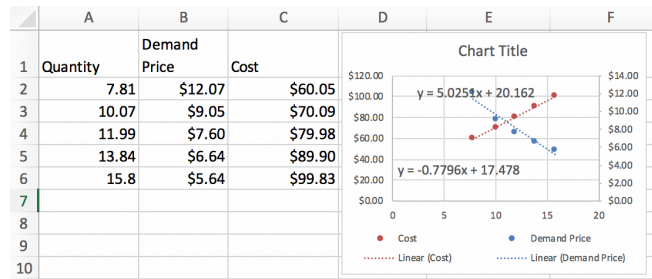 A B C D E F
Demand
1 Quantity Price Cost
2 7.81 $12.07 $60.05
3 10.07 $9.05 $70.09
4 11.99 $7.60 $79.98
5 13.84 $6.64 $89.90
6 15.8 $5.64 $99.83
7
8
9
10
Chart Title
$120.00 $14.00
$100.00 y = 5.0251x + 20.162 $12.00
$80.00 $10.00
$60.00 $8.00
$40.00 $6.00
y = -0.7796x + 17.478 $4.00
$20.00 $2.00
$0.00 $0.00
0 5 10 15 20
Cost Demand Price
Linear (Cost) Linear (Demand Price)